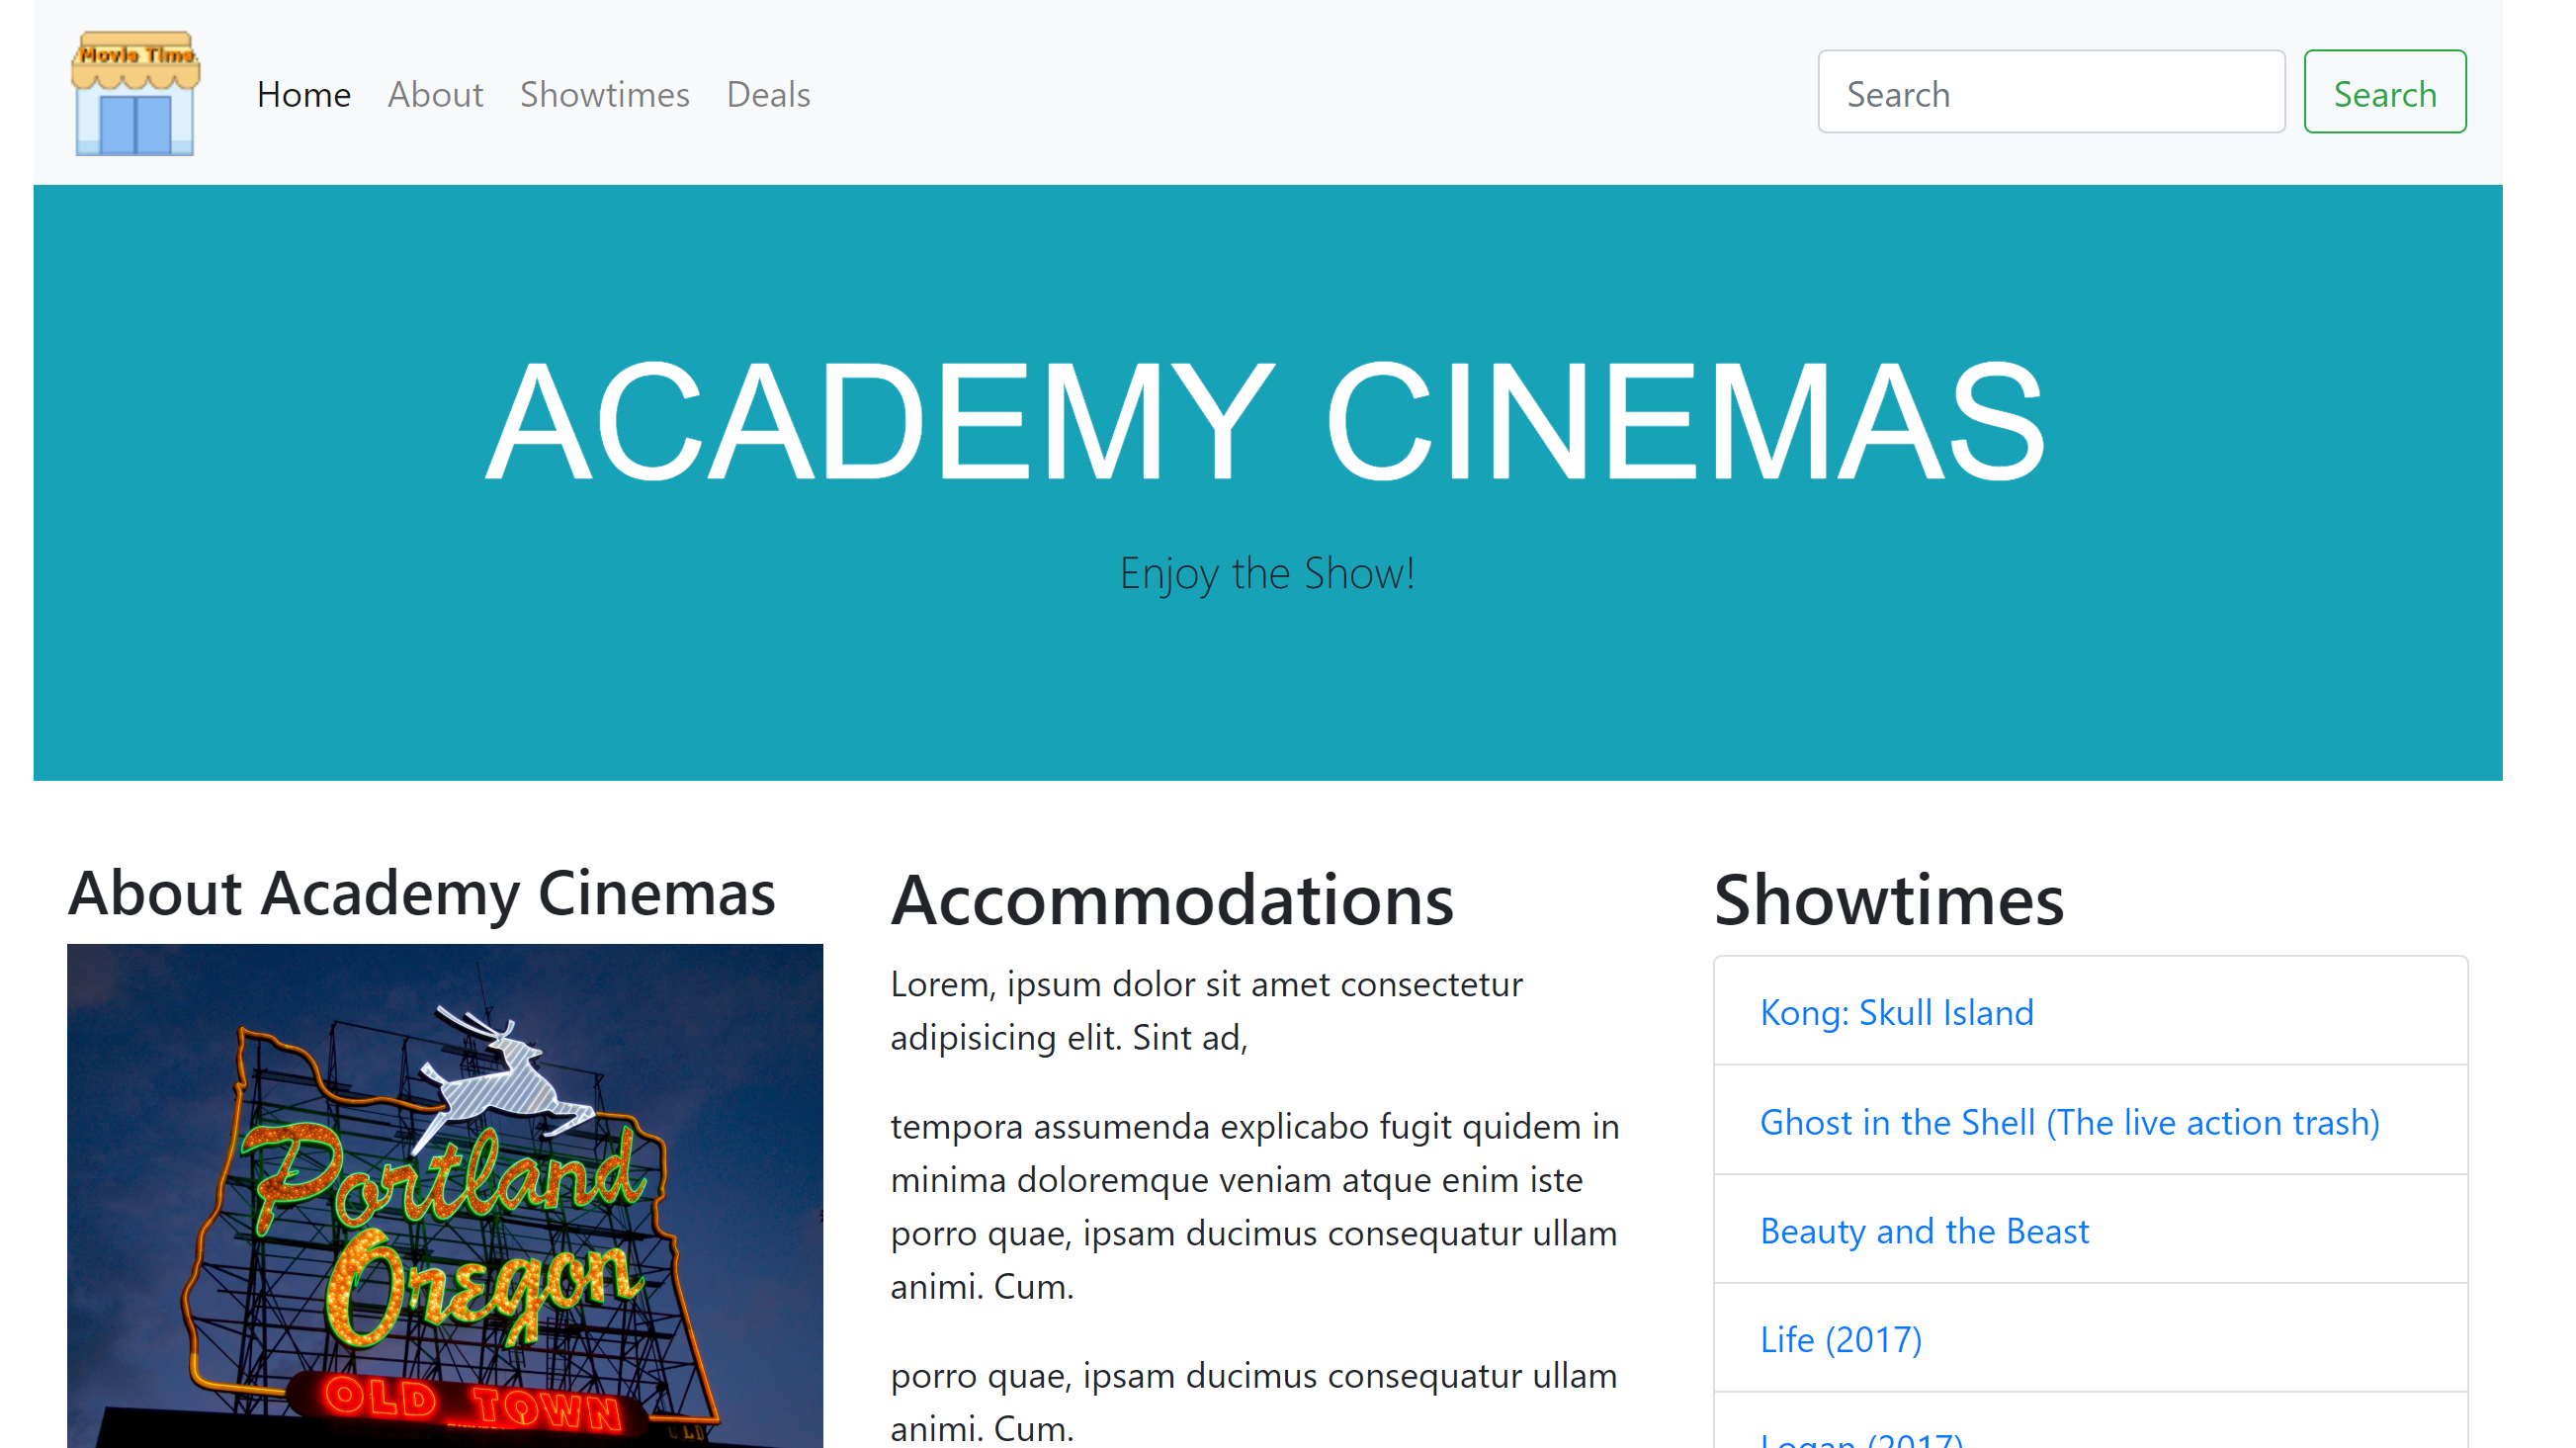 Movie Time
Home About Showtimes Deals
Search
Search
ACADEMY CINEMAS
Enjoy the Show!
About Academy Cinemas
Portland
Oregon
OLD TOWN
Accommodations
Lorem, ipsum dolor sit amet consectetur
adipisicing elit. Sint ad,
tempora assumenda explicabo fugit quidem in
minima doloremque veniam atque enim iste
porro quae, ipsam ducimus consequatur ullam
animi. Cum.
porro quae, ipsam ducimus consequatur ullam
animi. Cum.
Showtimes
Kong: Skull Island
Ghost in the Shell (The live action trash)
Beauty and the Beast
Life (2017)
Logan (2017)